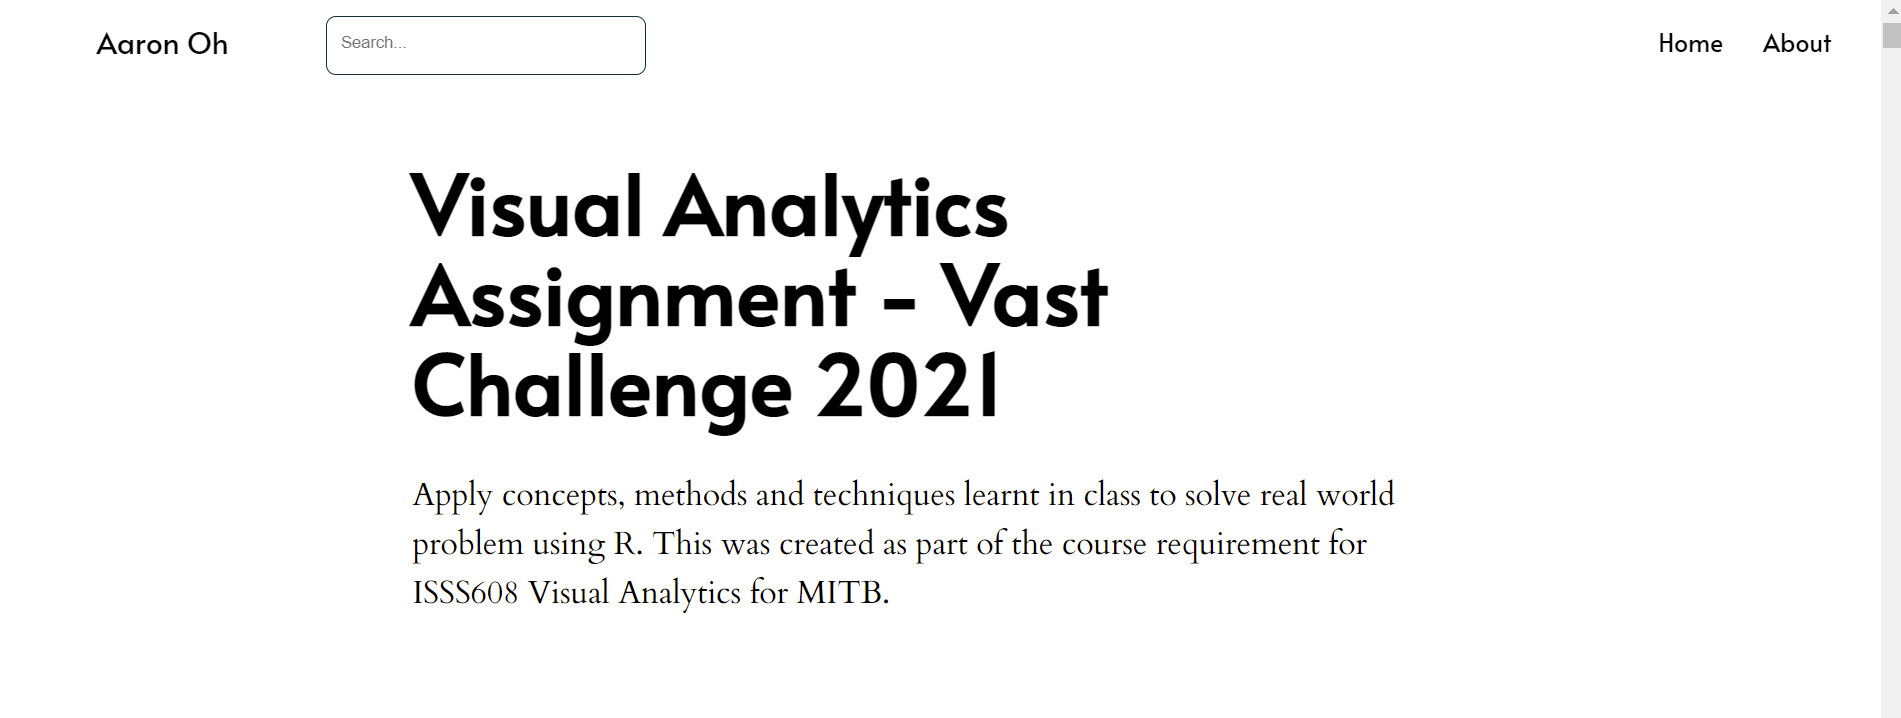 Aaron Oh
Search...
Home
About
Visual Analytics
Assignment - Vast
Challenge 2021
Apply concepts, methods and techniques learnt in class to solve real world
problem using R. This was created as part of the course requirement for
ISSS608 Visual Analytics for MITB.